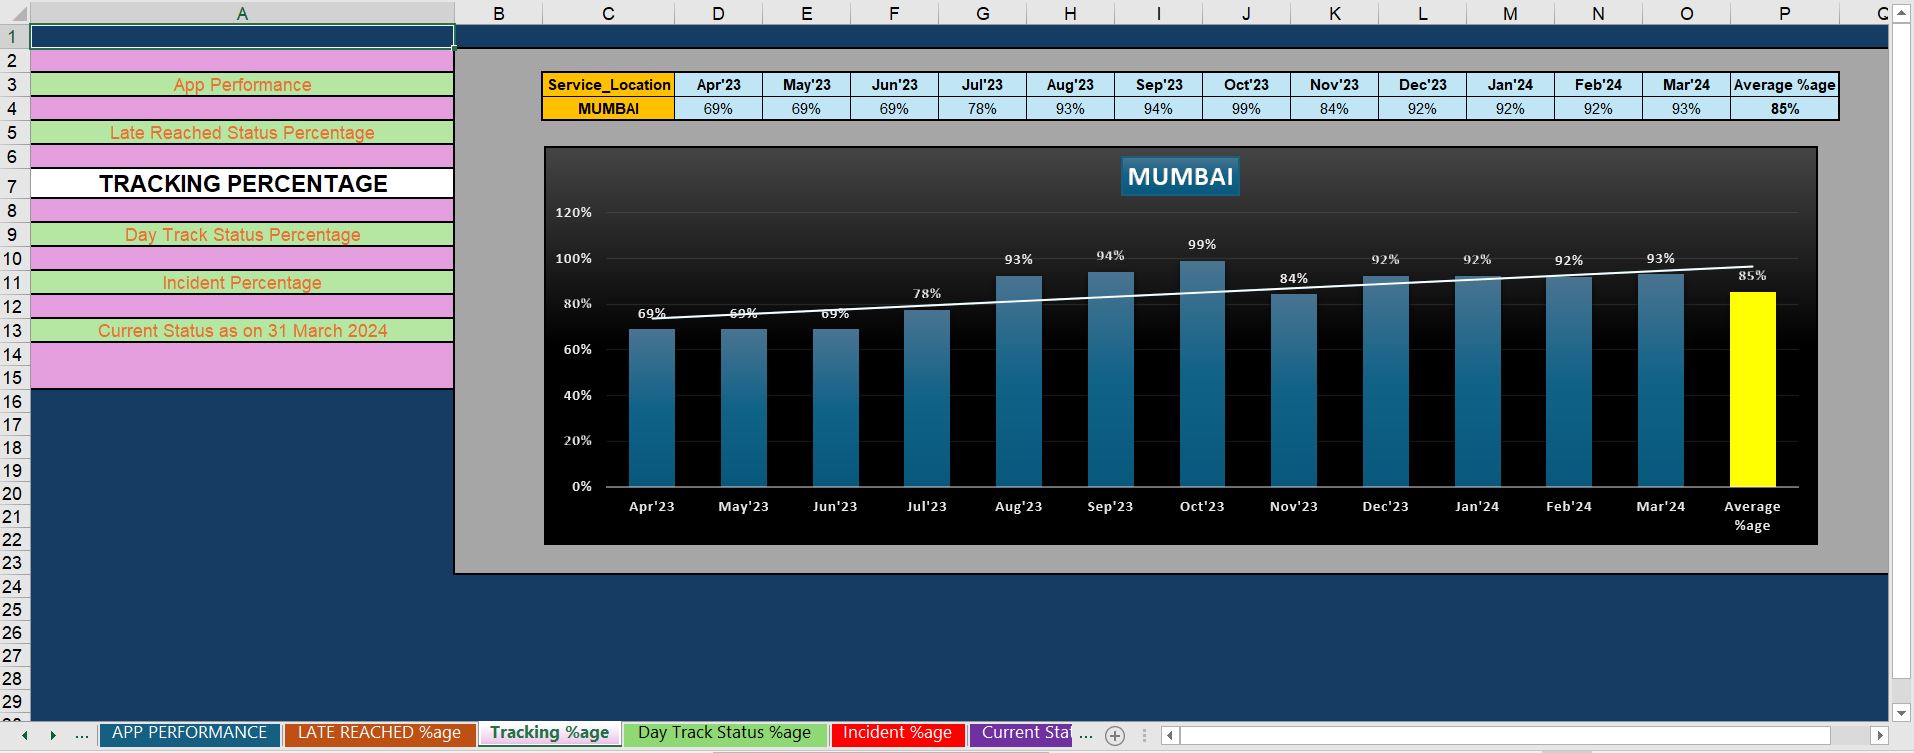 A B C D E F G H I J K L M N O P Q
1
2
3 App Performance Service_Location Apr'23 May'23 Jun'23 Jul'23 Aug'23 Sep'23 Oct'23 Nov'23 Dec'23 Jan'24 Feb'24 Mar'24 Average %age
4 MUMBAI 69% 69% 69% 78% 93% 94% 99% 84% 92% 92% 92% 93% 85%
5 Late Reached Status Percentage
6
7 TRACKING PERCENTAGE
8
9 Day Track Status Percentage
10
11 Incident Percentage
12
13 Current Status as on 31 March 2024
14
15
16
17
18
19
20
21
22
23
24
25
26
27
28
29
MUMBAI
120%
100%
80%
60%
40%
20%
0%
69% 69% 69% 78% 93% 94% 99% 84% 92% 92% 92% 93% 85%
Apr'23 May'23 Jun'23 Jul'23 Aug'23 Sep'23 Oct'23 Nov'23 Dec'23 Jan'24 Feb'24 Mar'24 Average
%age
... APP PERFORMANCE LATE REACHED %age Tracking %age Day Track Status %age Incident %age Current Stat ...